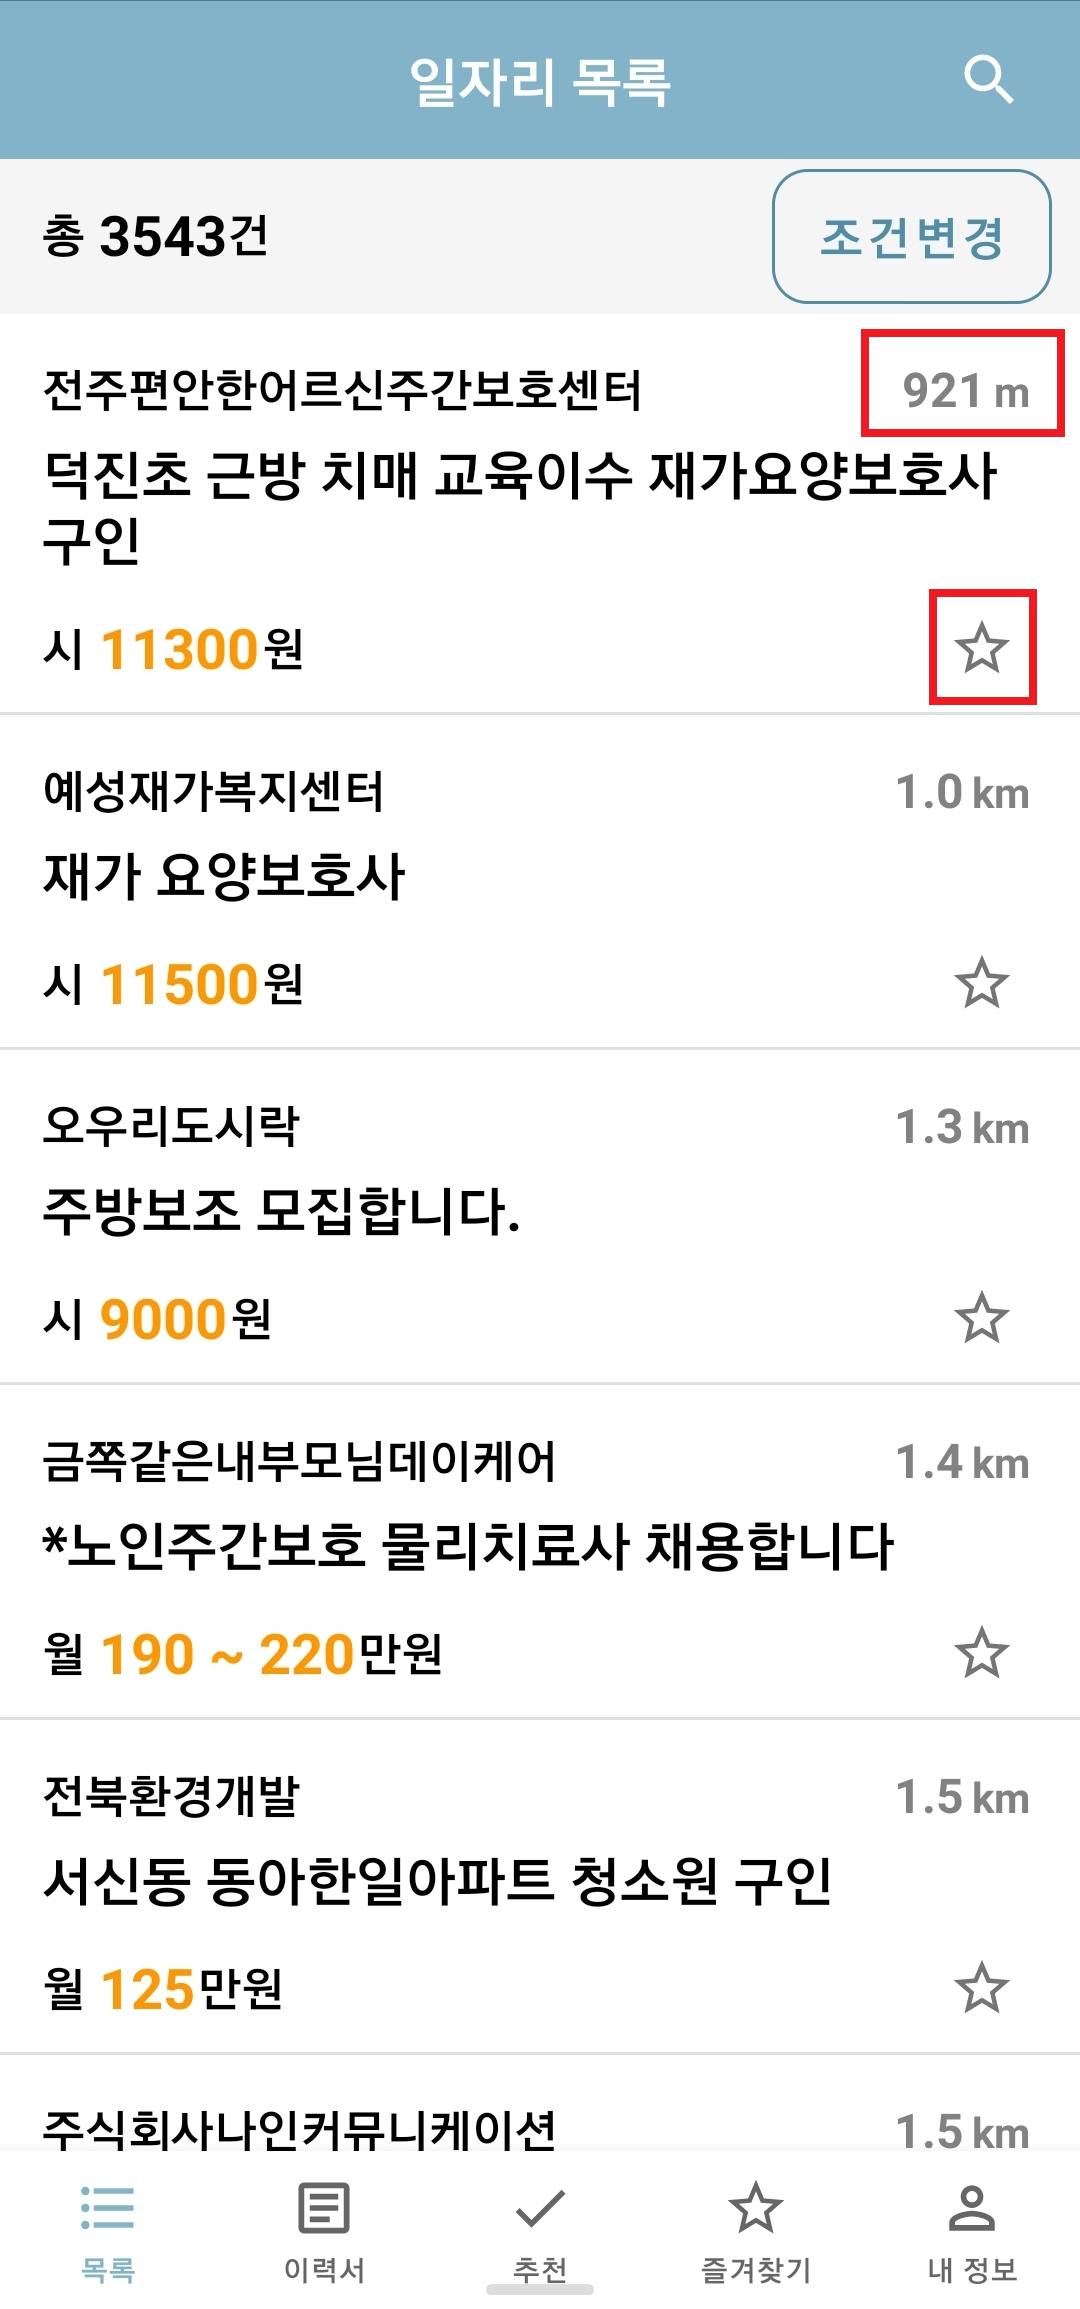 일자리 목록
총 3543건
조건변경
전주편안한어르신주간보호센터
921 m
덕진초 근방 치매 교육이수 재가요양보호사
구인
시 11300원
예성재가복지센터
1.0 km
재가 요양보호사
시 11500원
오우리도시락
1.3 km
주방보조 모집합니다.
시 9000원
금쪽같은내부모님데이케어
1.4 km
*노인주간보호 물리치료사 채용합니다
월 190 ~ 220만원
전북환경개발
1.5 km
서신동 동아한일아파트 청소원 구인
월 125만원
주식회사나인커뮤니케이션
1.5 km
목록
이력서
추천
즐겨찾기
내 정보